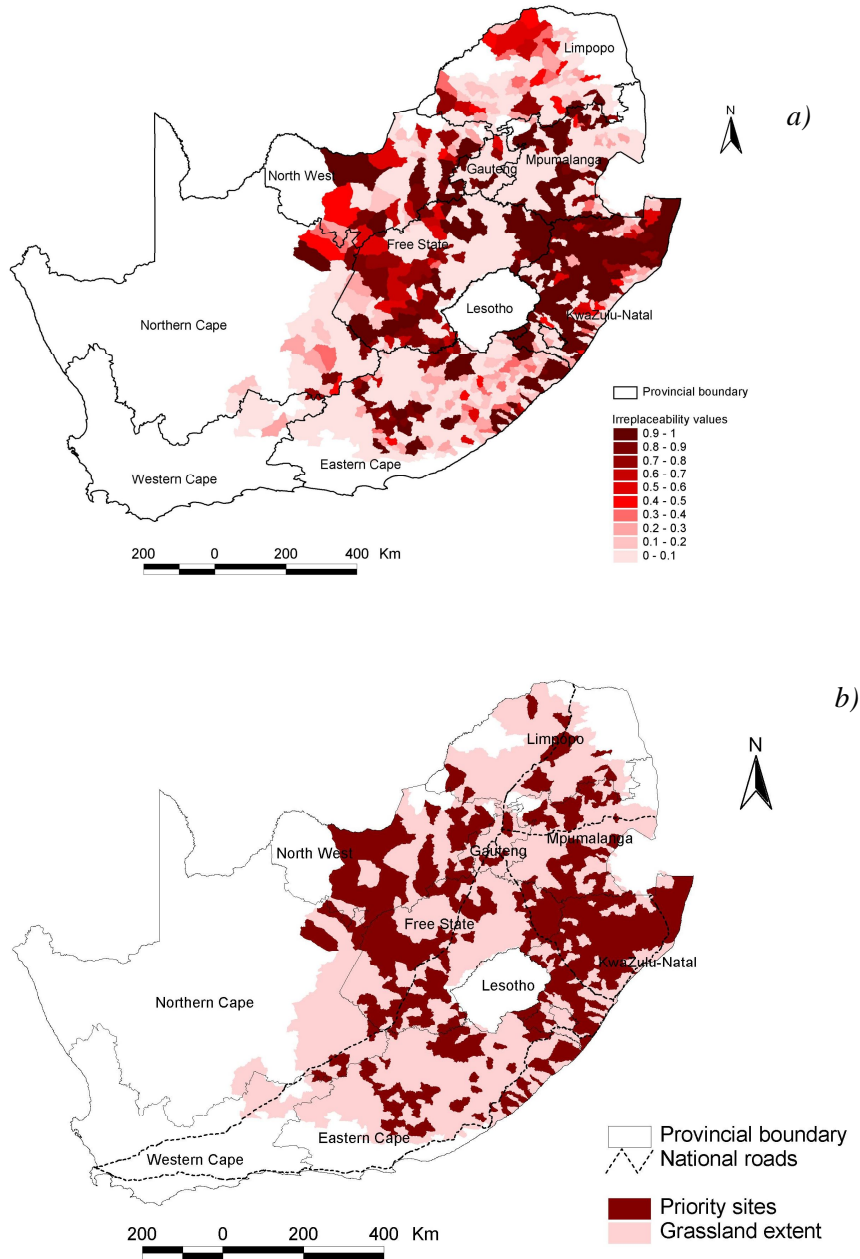 Limpopo
N
a)
North West
Gauteng
Mpumalanga
Free State
Lesotho
KwaZulu-Natal
Northern Cape
Provincial boundary
Irreplaceability values
0.9 - 1
0.8 - 0.9
0.7 - 0.8
0.6 - 0.7
0.5 - 0.6
0.4 - 0.5
0.3 - 0.4
0.2 - 0.3
0.1 - 0.2
0 - 0.1
Eastern Cape
Western Cape
200 0 200 400 Km
b)
N
Limpopo
Mpumalanga
North West
Gauteng
Free State
KwaZulu-Natal
Lesotho
Northern Cape
Eastern Cape
Western Cape
Provincial boundary
National roads
Priority sites
Grassland extent
200 0 200 400 Km